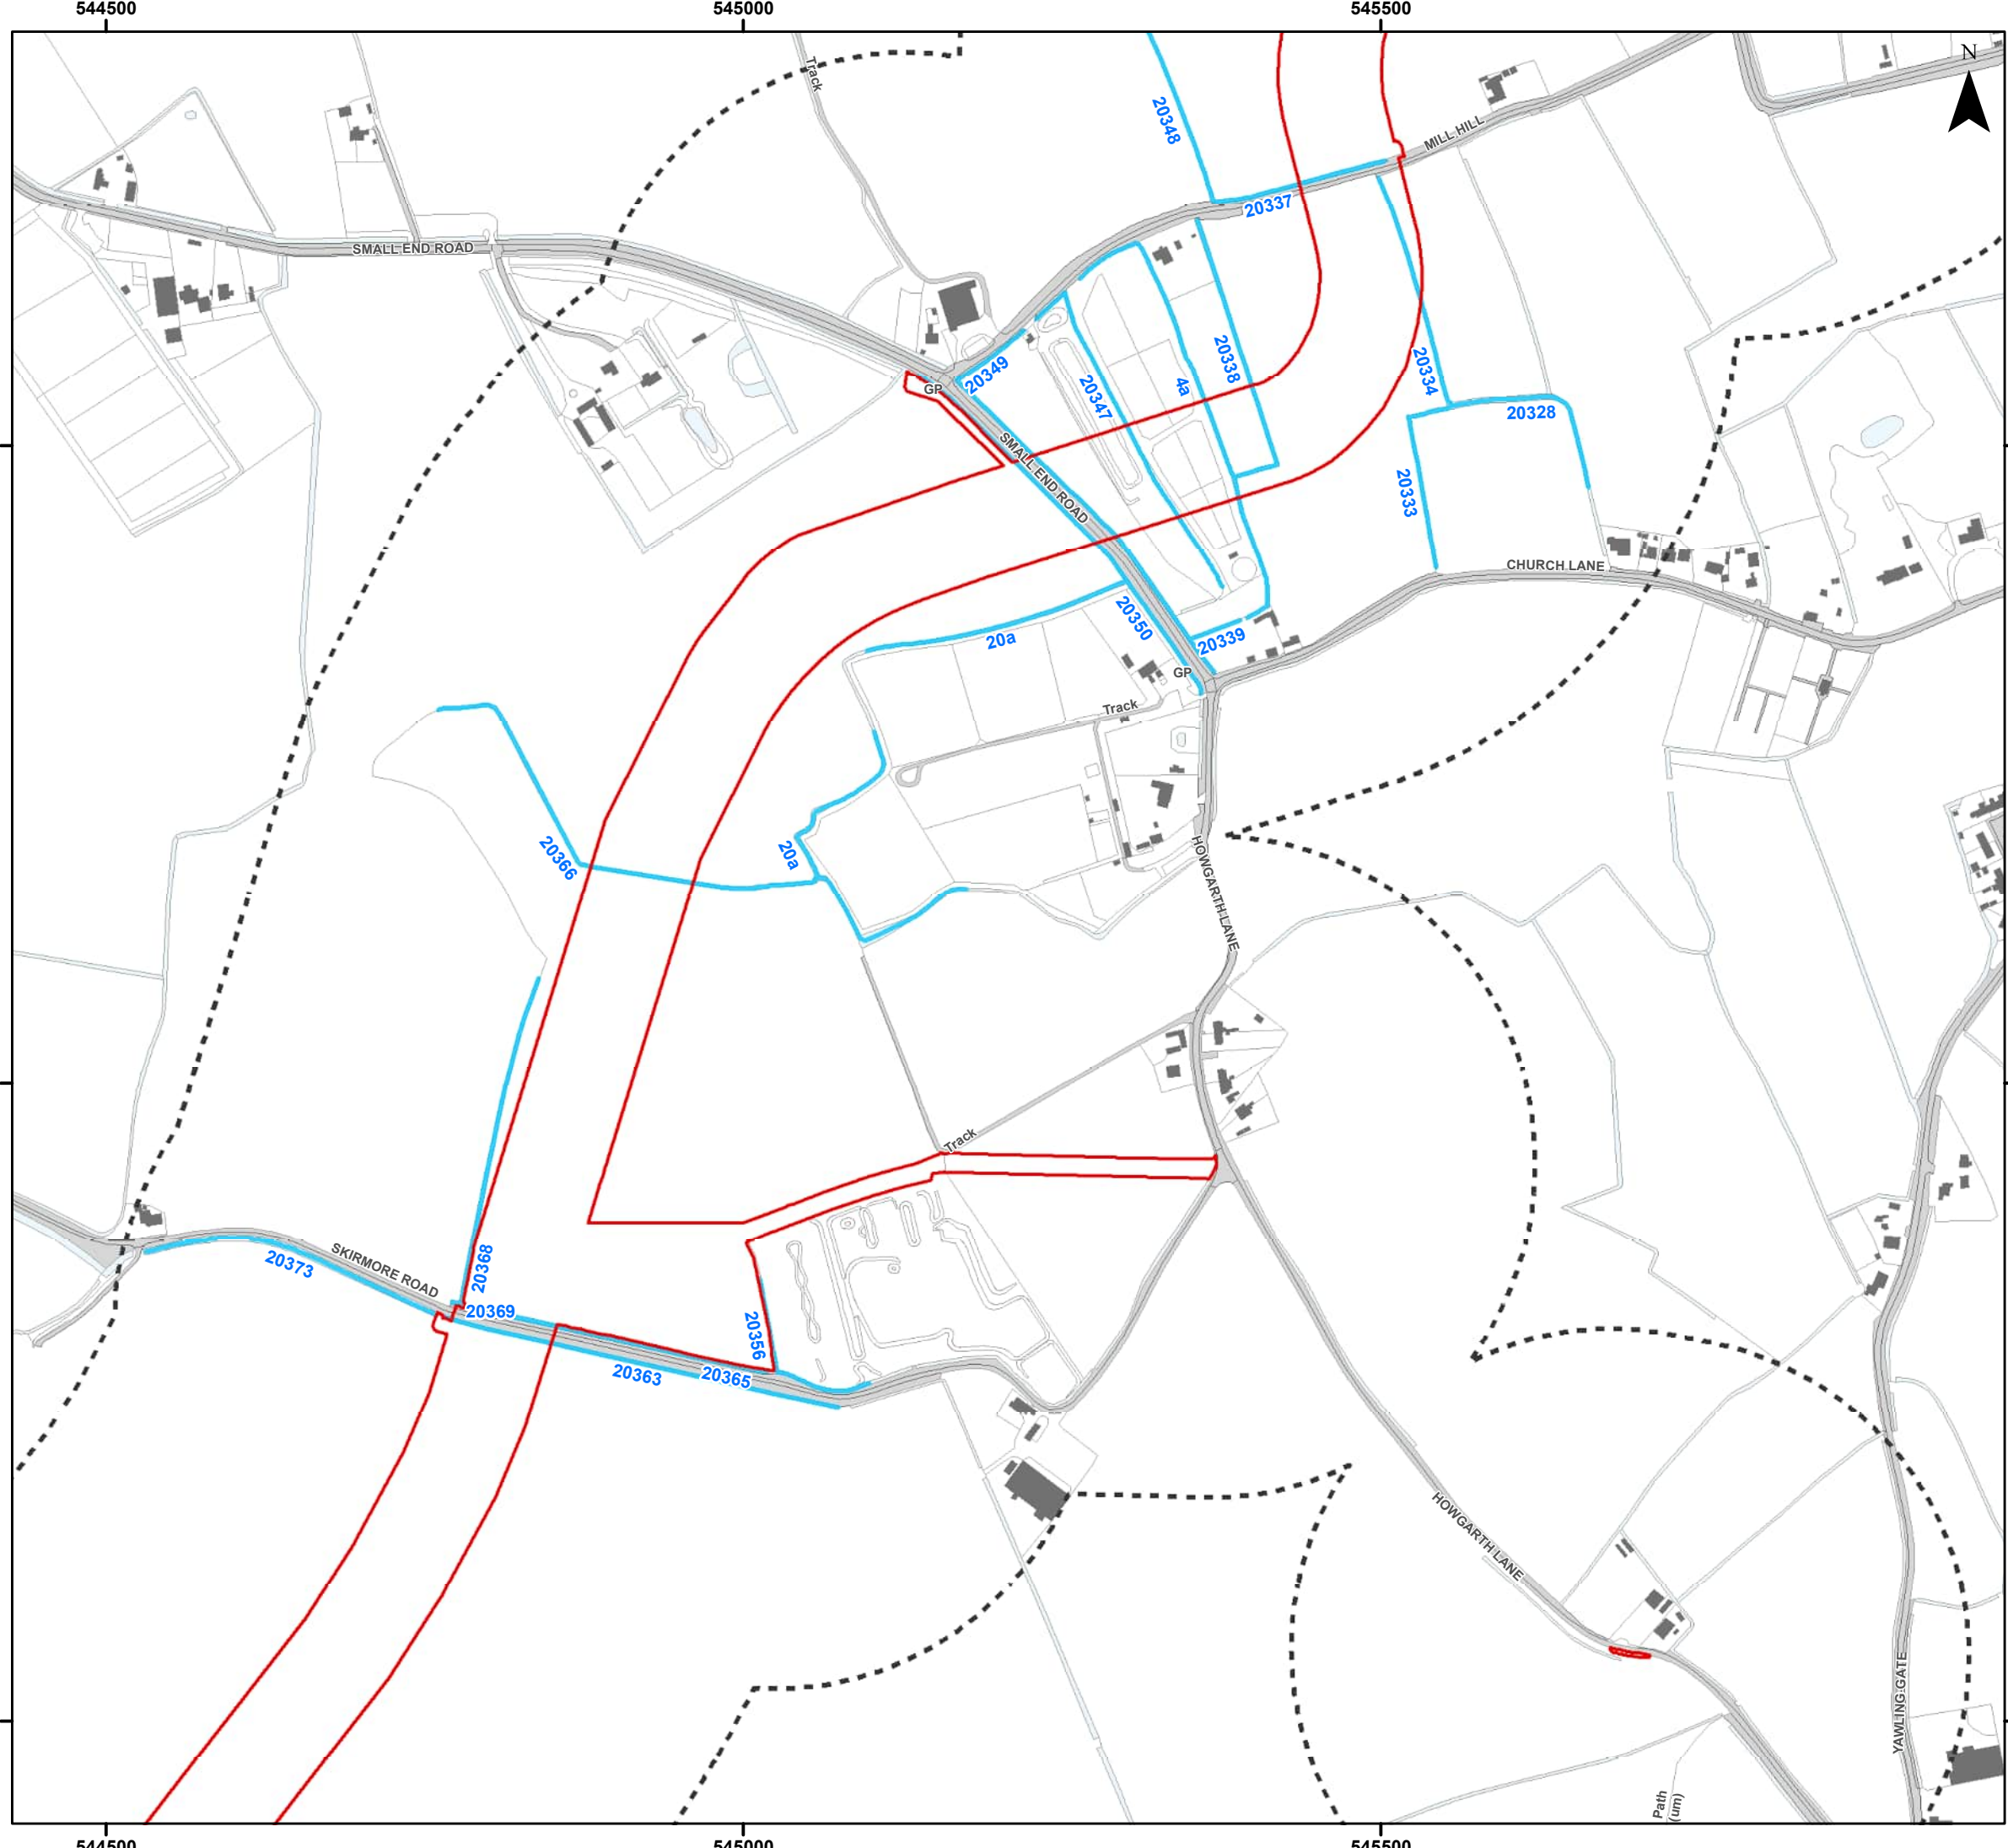 544500
545000
545500
N
Track
20348
MILL HILL
20337
SMALL END ROAD
20349
GP
20347
4a
20338
20334
20328
SMALL END ROAD
20333
CHURCH LANE
20350
20a
20339
GP
Track
20366
20a
HOWGARTH LANE
Track
20368
20373
SKIRMORE ROAD
20369
20356
20363
20365
HOWGARTH LANE
YAWLING GATE
Path
(um)
544500
545000
545500